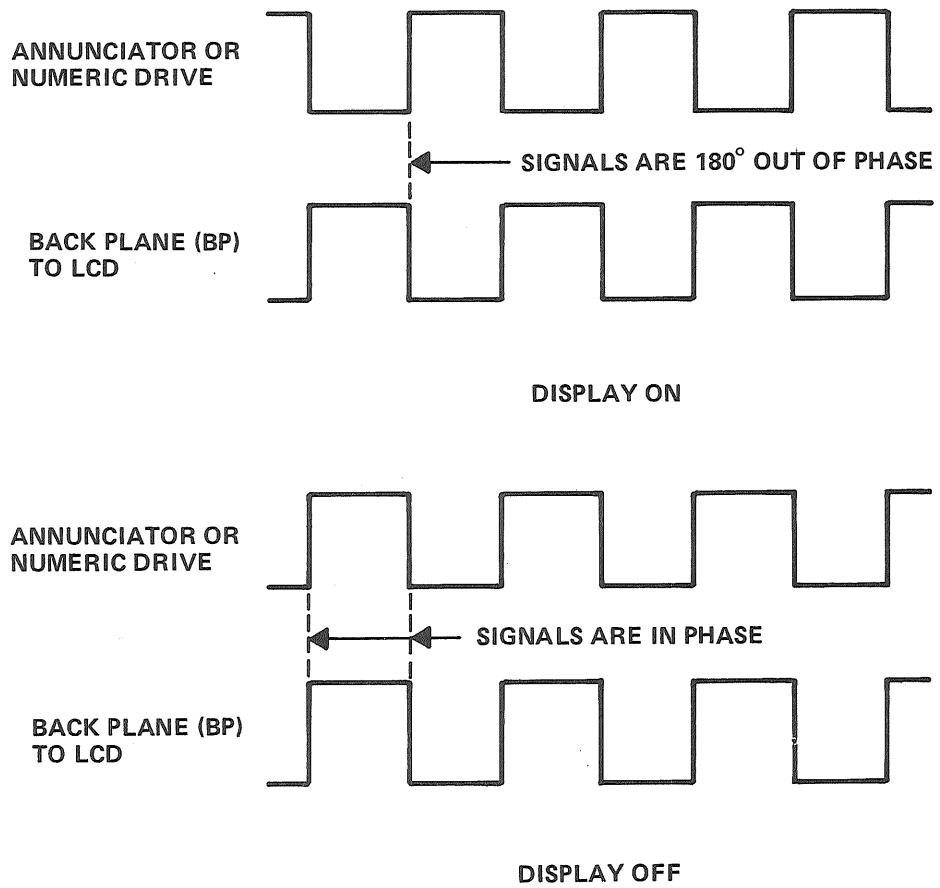 ANNUNCIATOR OR
NUMERIC DRIVE
SIGNALS ARE 180° OUT OF PHASE
BACK PLANE (BP)
TO LCD
DISPLAY ON
ANNUNCIATOR OR
NUMERIC DRIVE
SIGNALS ARE IN PHASE
BACK PLANE (BP)
TO LCD
DISPLAY OFF